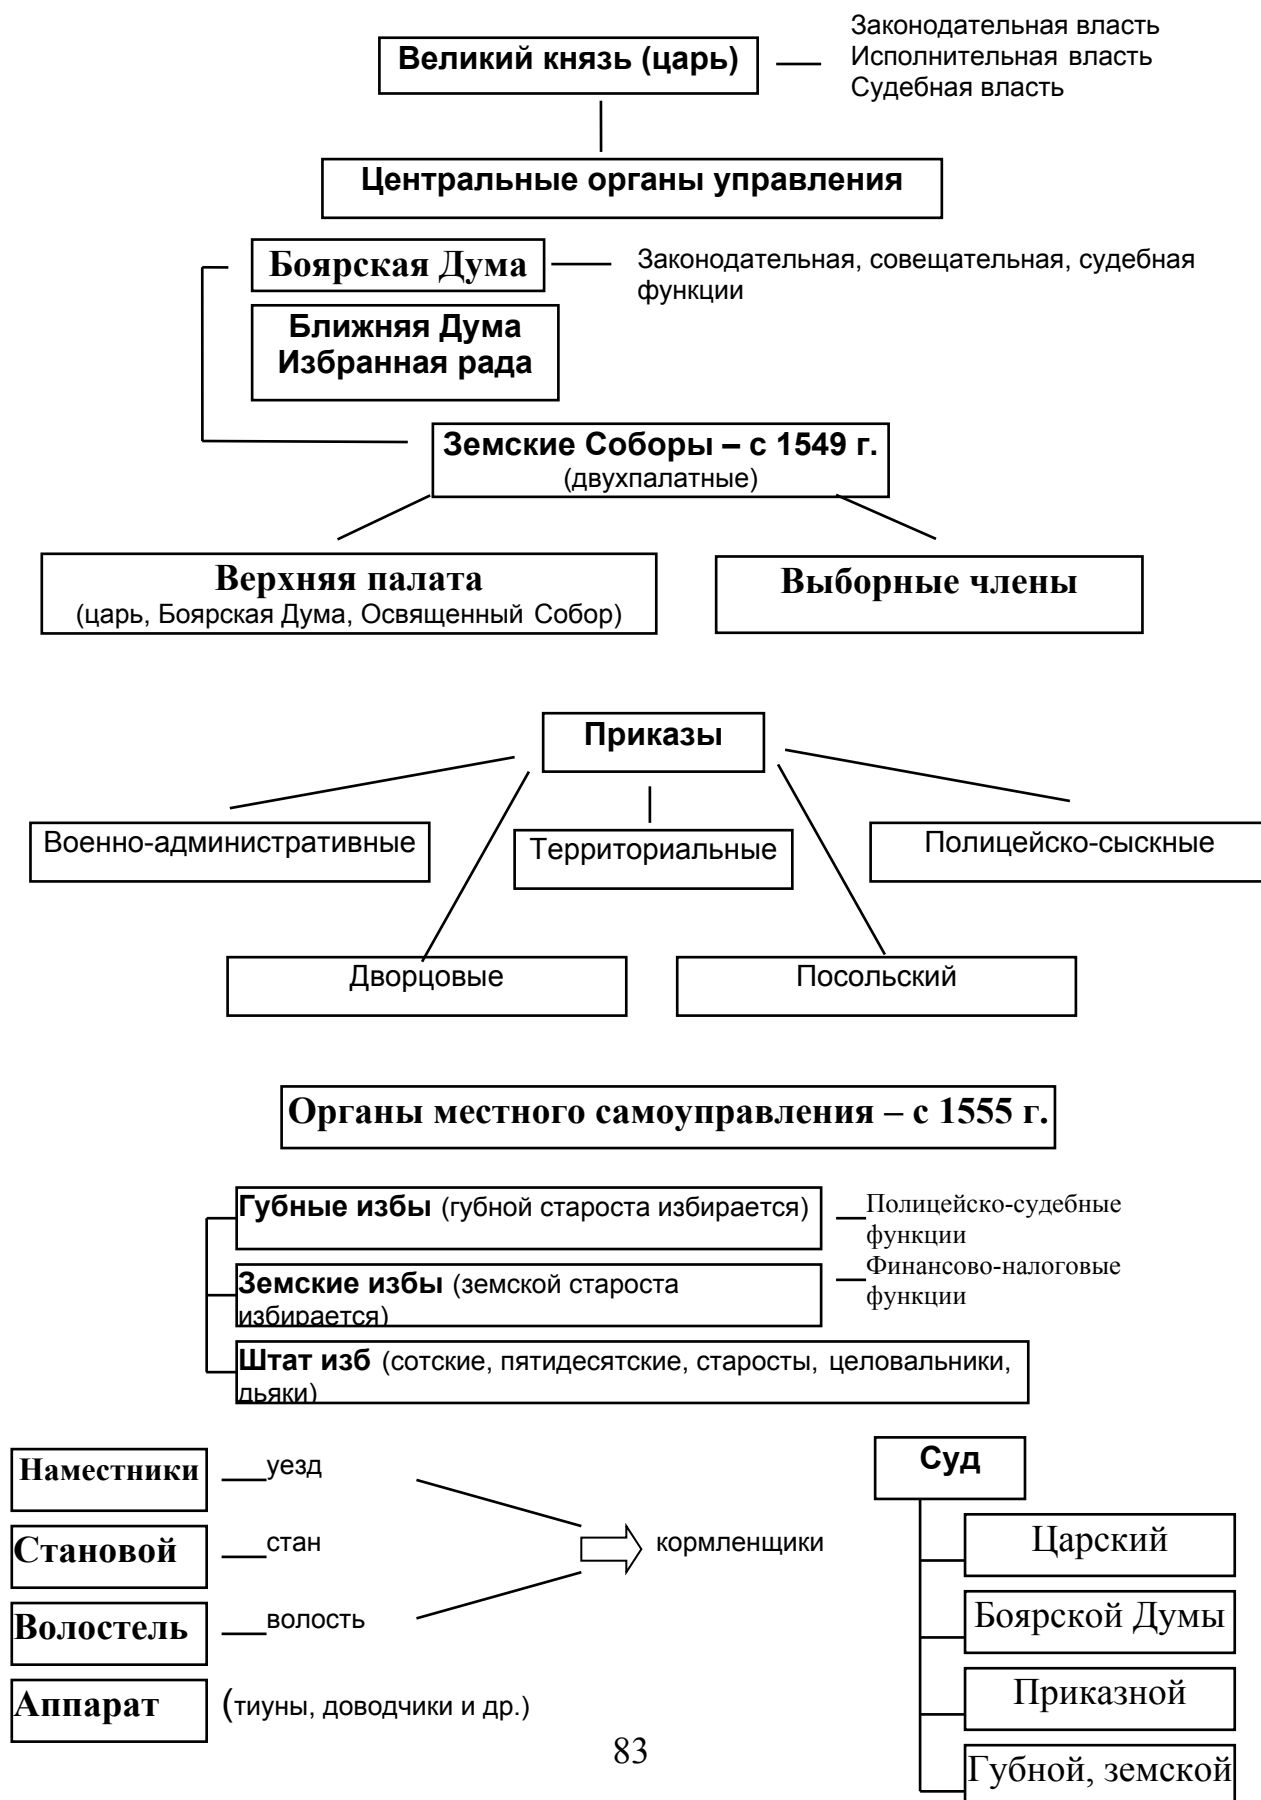 Великий князь (царь)
Законодательная власть
Исполнительная власть
Судебная власть
Центральные органы управления
Боярская Дума
Законодательная, совещательная, судебная
функции
Ближняя Дума
Избранная рада
Земские Соборы – с 1549 г.
(двухпалатные)
Верхняя палата
(царь, Боярская Дума, Освященный Собор)
Выборные члены
Приказы
Военно-административные
Территориальные
Полицейско-сыскные
Дворцовые
Посольский
Органы местного самоуправления – с 1555 г.
Губные избы (губной староста избирается)
Полицейско-судебные
функции
Земские избы (земской староста
избирается)
Финансово-налоговые
функции
Штат изб (сотские, пятидесятские, старосты, целовальники,
дьяки)
Наместники
уезд
Становой
стан
Волостель
волость
кормленщики
Аппарат
(тиуны, доводчики и др.)
Суд
Царский
Боярской Думы
Приказной
Губной, земской
83